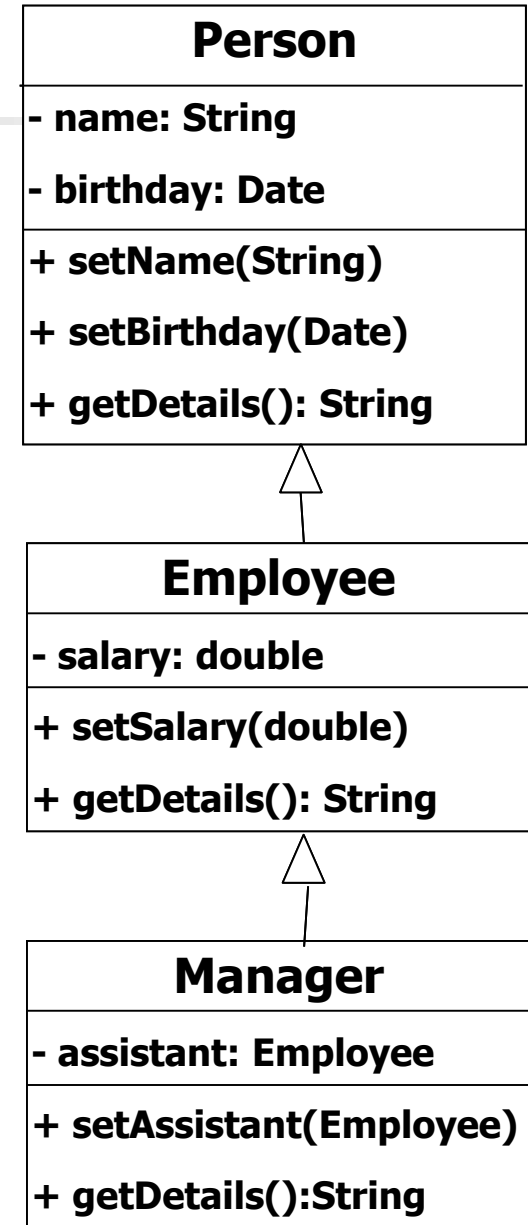 Person
- name: String
- birthday: Date
+ setName(String)
+ setBirthday(Date)
+ getDetails(): String
Employee
- salary: double
+ setSalary(double)
+ getDetails(): String
Manager
- assistant: Employee
+ setAssistant(Employee)
+ getDetails():String